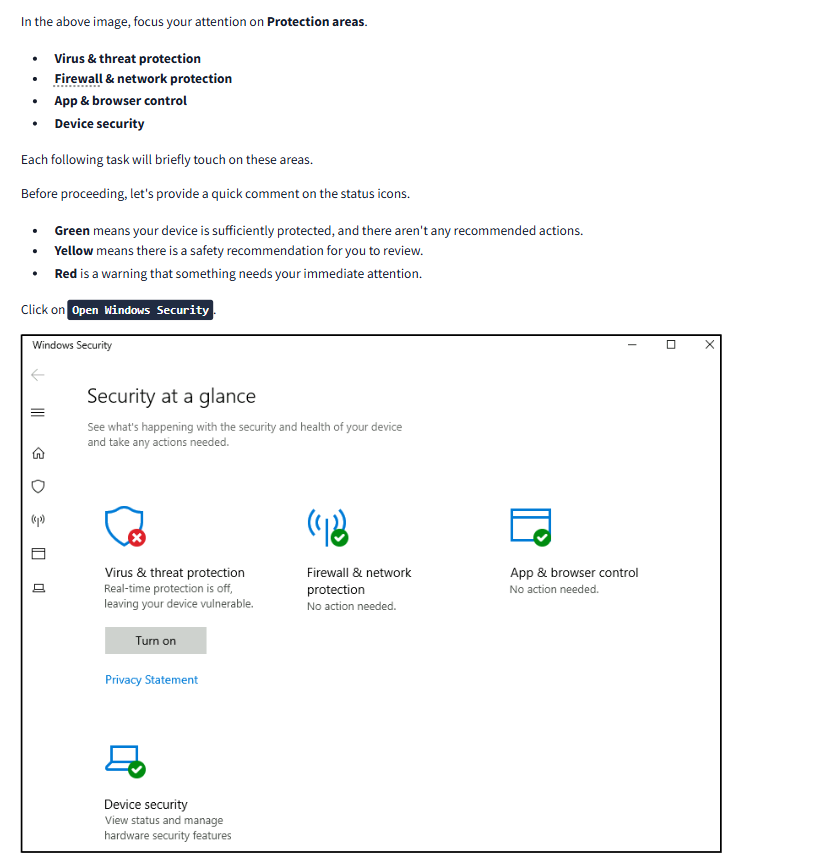 In the above image, focus your attention on Protection areas.
• Virus & threat protection
• Firewall & network protection
• App & browser control
• Device security
Each following task will briefly touch on these areas.
Before proceeding, let's provide a quick comment on the status icons.
• Green means your device is sufficiently protected, and there aren't any recommended actions.
• Yellow means there is a safety recommendation for you to review.
• Red is a warning that something needs your immediate attention.
Click on Open Windows Security.
Windows Security
Security at a glance
See what's happening with the security and health of your device
and take any actions needed.
Virus & threat protection
Real-time protection is off,
leaving your device vulnerable.
Turn on
Privacy Statement
Firewall & network
protection
No action needed.
App & browser control
No action needed.
Device security
View status and manage
hardware security features